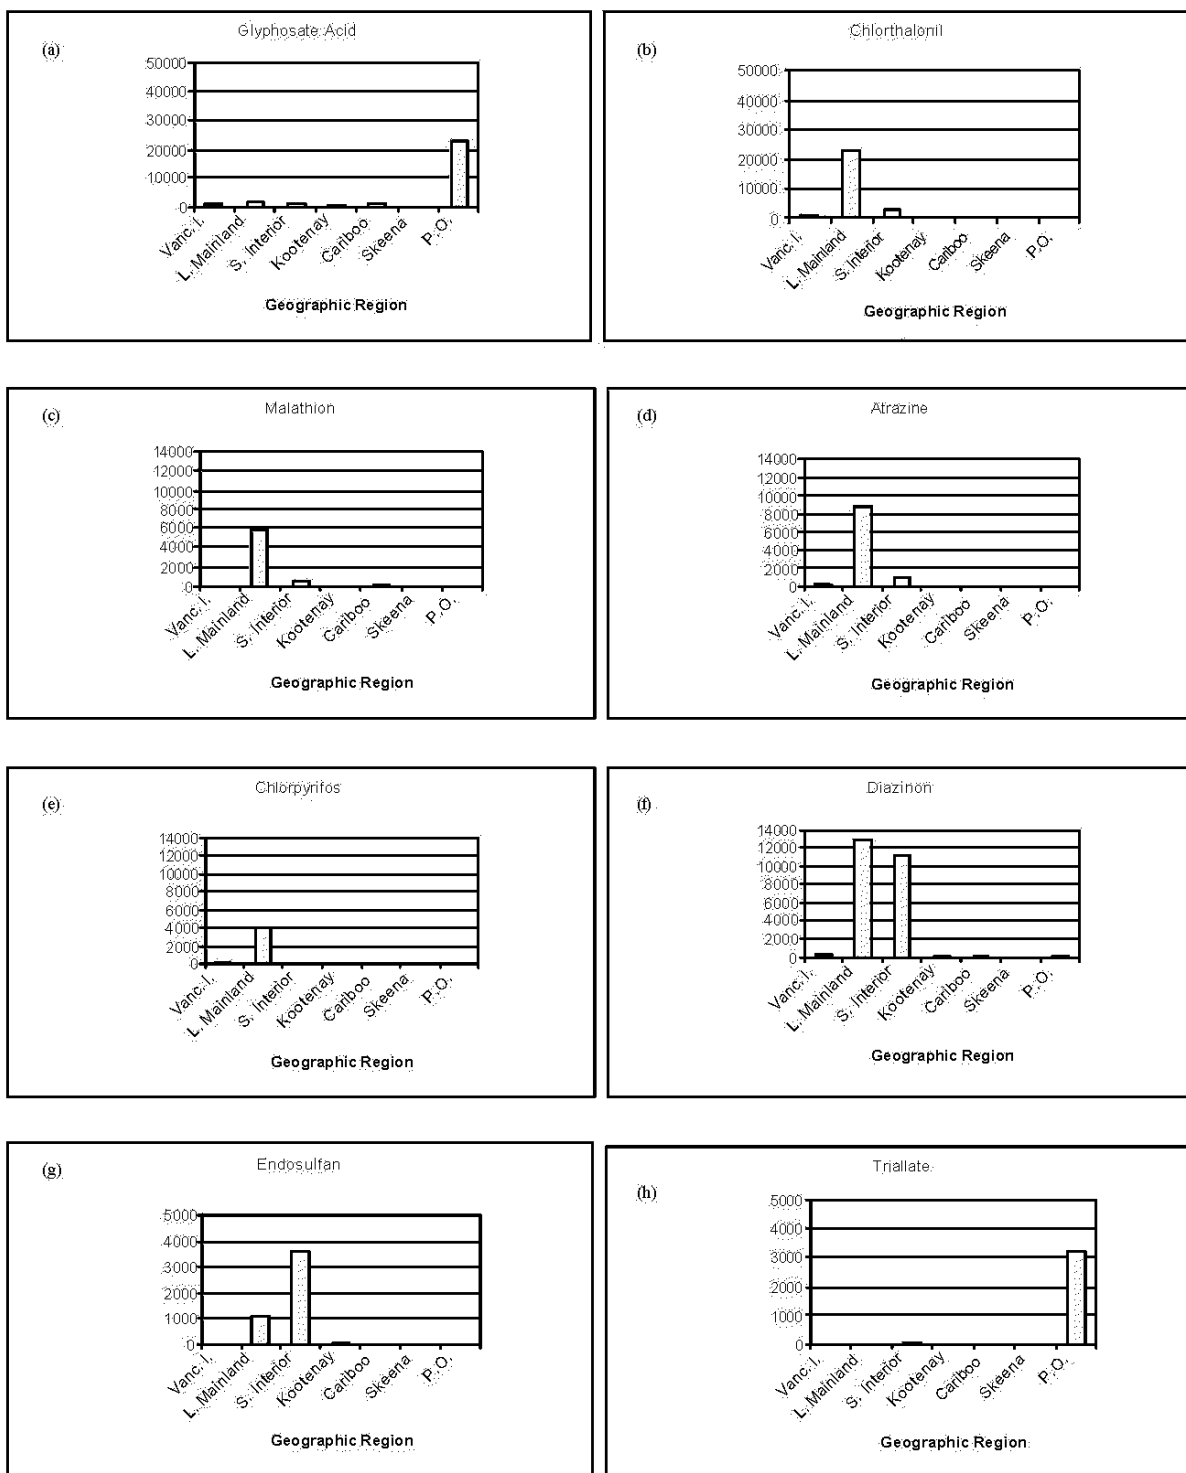 (a)
Glyphosate Acid
50000
40000
30000
20000
10000
0
Vanc. I.
L. Mainland
S. Interior
Kootenay
Cariboo
Skeena
P.O.
Geographic Region
(b)
Chlorthalonil
50000
40000
30000
20000
10000
0
Vanc. I.
L. Mainland
S. Interior
Kootenay
Cariboo
Skeena
P.O.
Geographic Region
(c)
Malathion
14000
12000
10000
8000
6000
4000
2000
0
Vanc. I.
L. Mainland
S. Interior
Kootenay
Cariboo
Skeena
P.O.
Geographic Region
(d)
Atrazine
14000
12000
10000
8000
6000
4000
2000
0
Vanc. I.
L. Mainland
S. Interior
Kootenay
Cariboo
Skeena
P.O.
Geographic Region
(e)
Chlorpyrifos
14000
12000
10000
8000
6000
4000
2000
0
Vanc. I.
L. Mainland
S. Interior
Kootenay
Cariboo
Skeena
P.O.
Geographic Region
(f)
Diazinon
14000
12000
10000
8000
6000
4000
2000
0
Vanc. I.
L. Mainland
S. Interior
Kootenay
Cariboo
Skeena
P.O.
Geographic Region
(g)
Endosulfan
5000
4000
3000
2000
1000
0
Vanc. I.
L. Mainland
S. Interior
Kootenay
Cariboo
Skeena
P.O.
Geographic Region
(h)
Triallate
5000
4000
3000
2000
1000
0
Vanc. I.
L. Mainland
S. Interior
Kootenay
Cariboo
Skeena
P.O.
Geographic Region